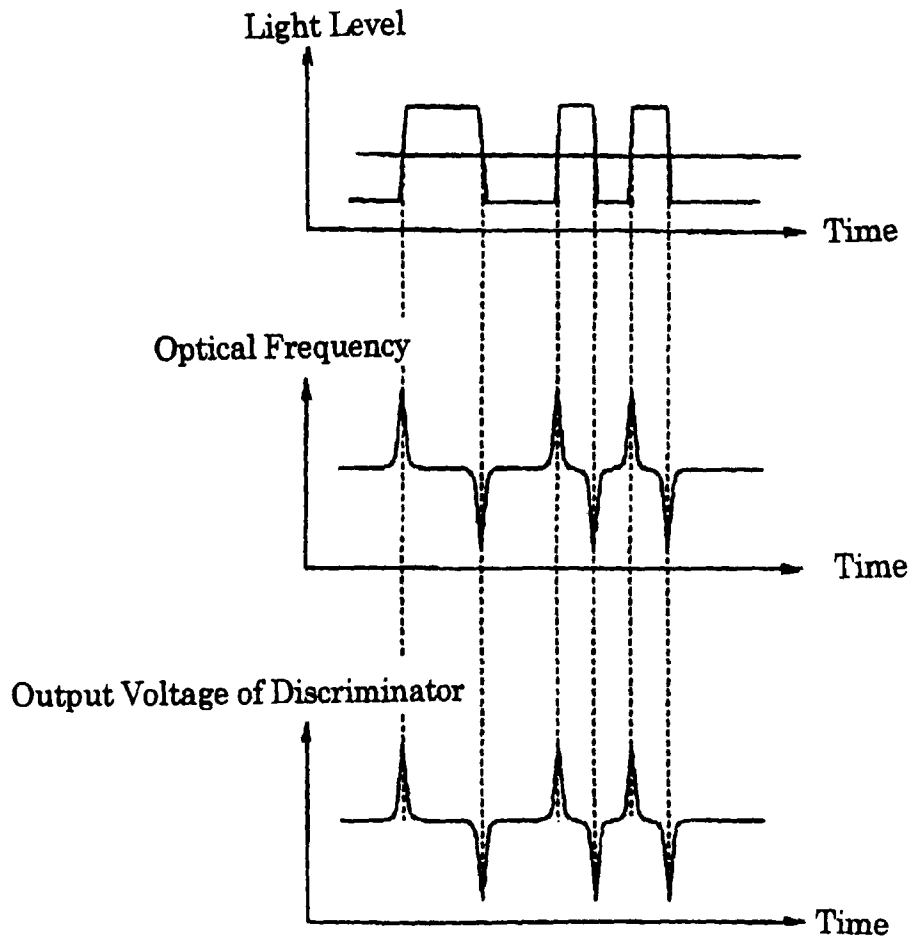 Light Level
Time
Optical Frequency
Time
Output Voltage of Discriminator
Time